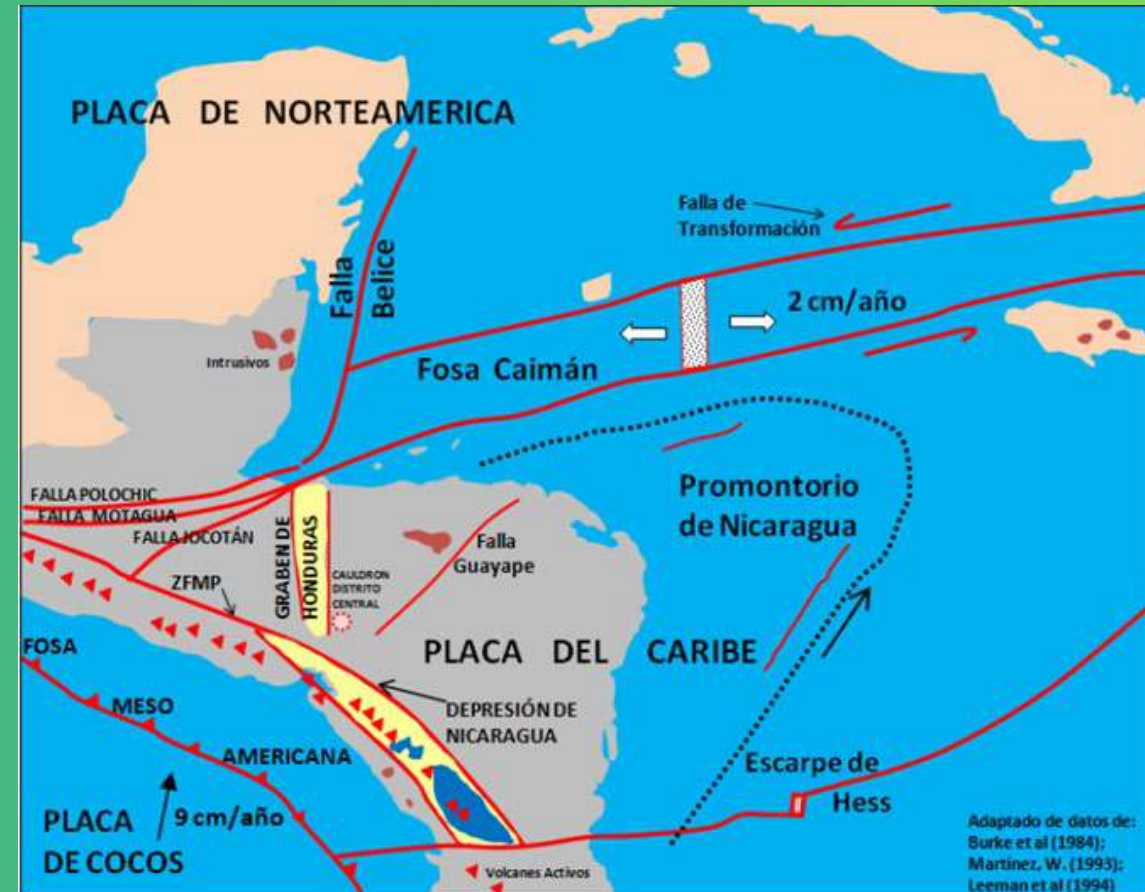 PLACA DE NORTEAMERICA
Falla de
Transformación
Falla
Belice
2 cm/año
Intrusivos
Fosa Caimán
FALLA POLOCHIC
FALLA MOTAGUA
FALLA JOCOTÁN
GRABEN DE
HONDURAS
Falla
Guayape
Promontorio
de Nicaragua
ZFMP
CAULDRON
DISTRITO
CENTRAL
PLACA DEL CARIBE
FOSA
MESO
AMERICANA
DEPRESIÓN DE
NICARAGUA
Escarpe de
Hess
PLACA
DE COCOS
9 cm/año
Volcanes Activos
Adaptado de datos de:
Burke et al (1984);
Martínez, W. (1993);
Leeman et al (1994)